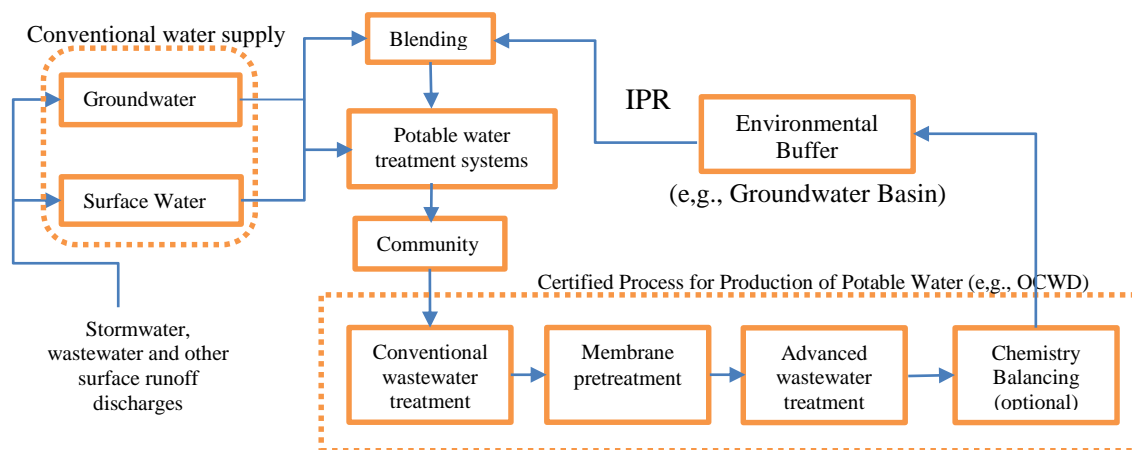 Conventional water supply
Groundwater
Surface Water
Stormwater,
wastewater and other
surface runoff
discharges
Blending
Potable water
treatment systems
Community
IPR
Environmental
Buffer
(e,g., Groundwater Basin)
Certified Process for Production of Potable Water (e,g., OCWD)
Conventional
wastewater
treatment
Membrane
pretreatment
Advanced
wastewater
treatment
Chemistry
Balancing
(optional)